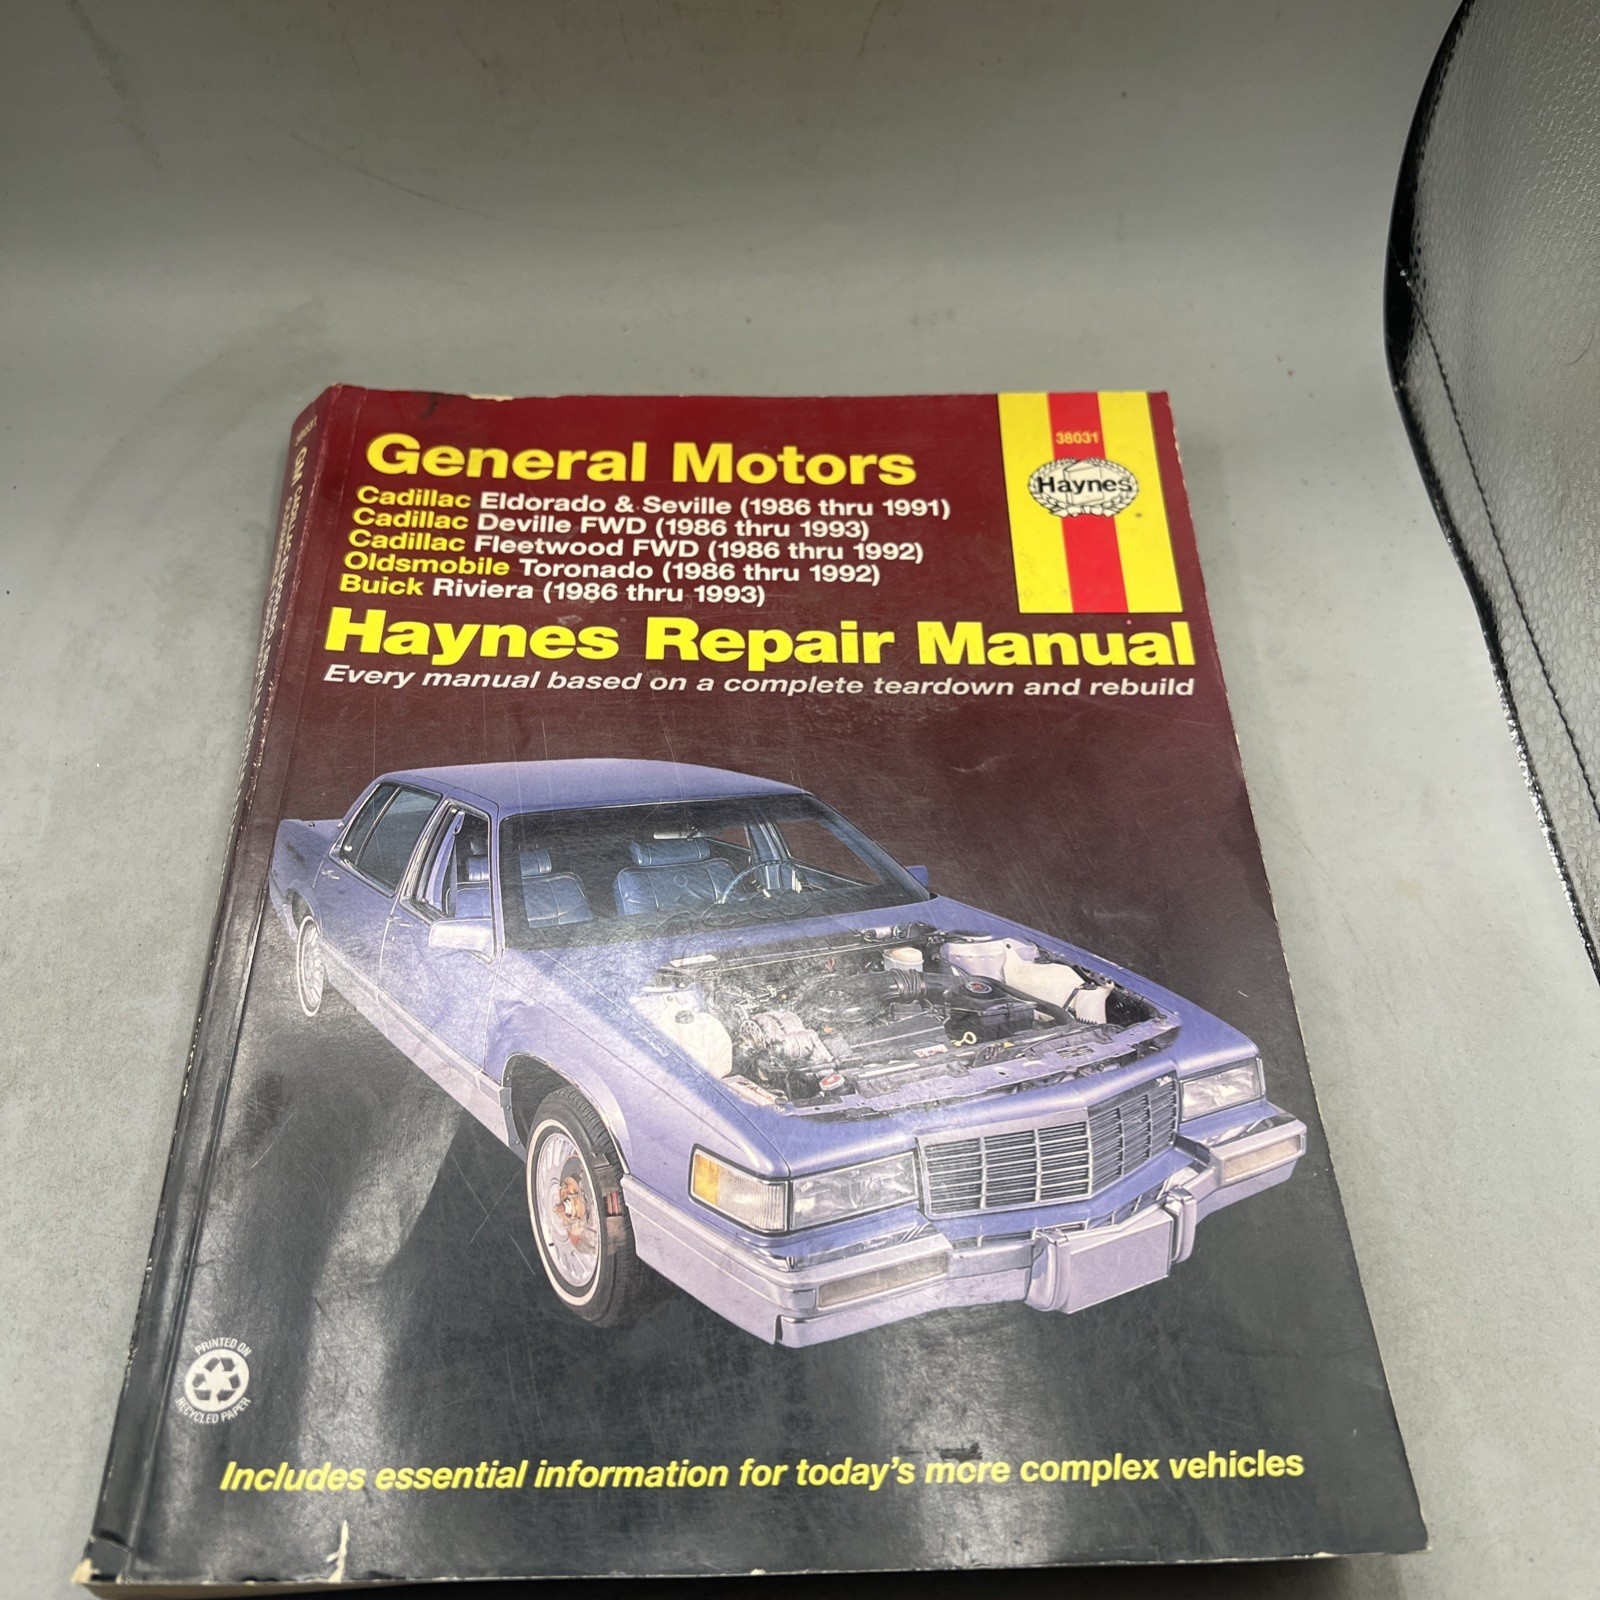 General Motors
Cadillac Eldorado & Seville (1986 thru 1991)
Cadillac Deville FWD (1986 thru 1993)
Cadillac Fleetwood FWD (1986 thru 1992)
Oldsmobile Toronado (1986 thru 1992)
Buick Riviera (1986 thru 1993)
Haynes Repair Manual
Every manual based on a complete teardown and rebuild
38031
Haynes
PRINTED ON
RECYCLED PAPER
Includes essential information for today's more complex vehicles
38031
GM